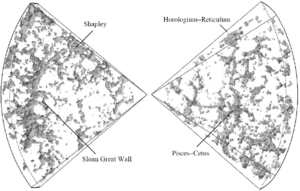 Shapley
Horologium-Reticulum
Sloan Great Wall
Pisces-Cetus